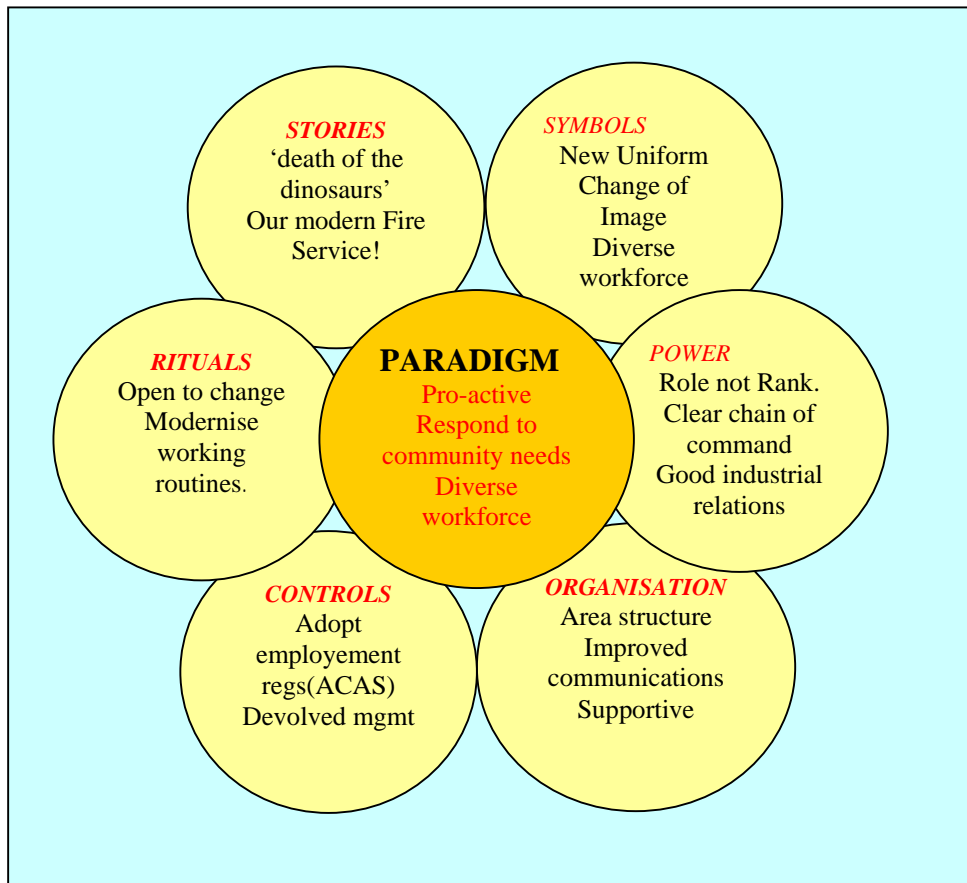 STORIES
‘death of the
dinosaurs’
Our modern Fire
Service!
SYMBOLS
New Uniform
Change of
Image
Diverse
workforce
RITUALS
Open to change
Modernise
working
routines.
PARADIGM
Pro-active
Respond to
community needs
Diverse
workforce
POWER
Role not Rank.
Clear chain of
command
Good industrial
relations
CONTROLS
Adopt
employement
regs(ACAS)
Devolved mgmt
ORGANISATION
Area structure
Improved
communications
Supportive